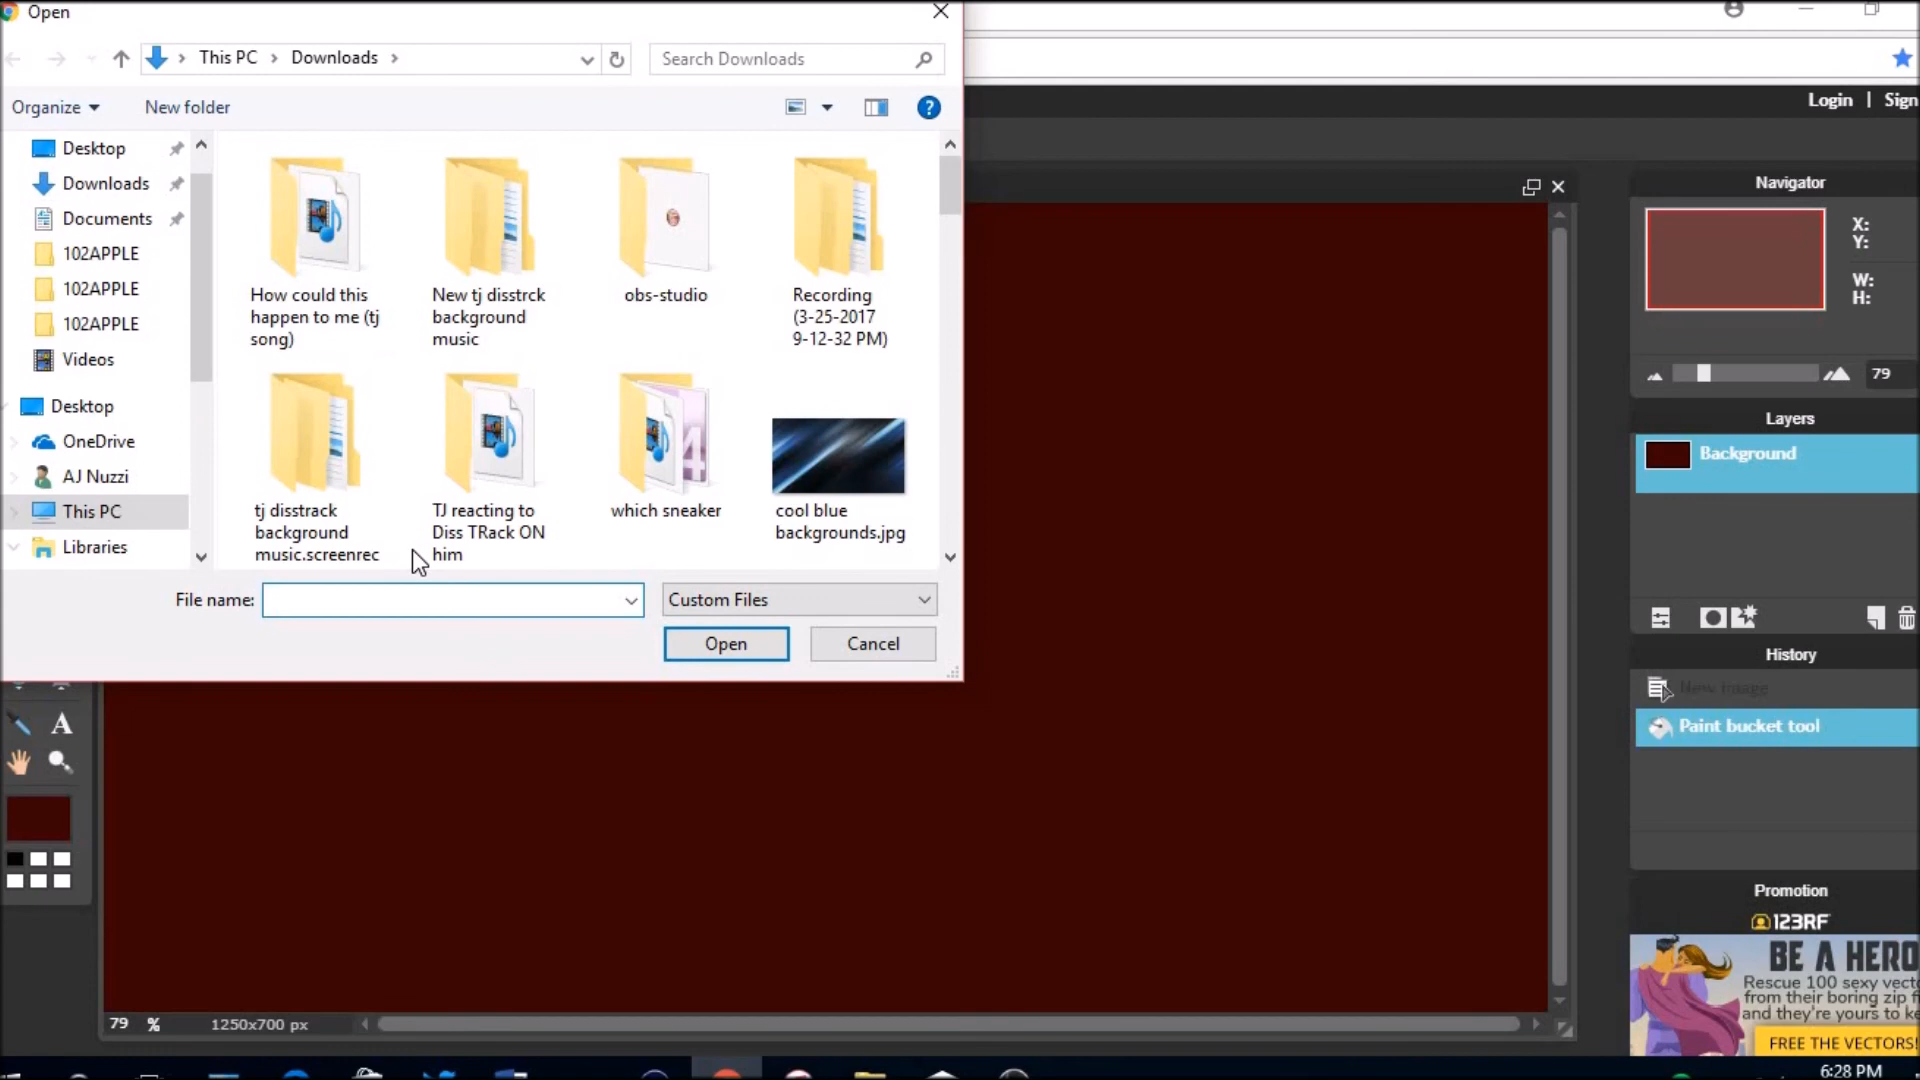 Open
This PC
Downloads
Search Downloads
Organize
New folder
Desktop
Downloads
Documents
102APPLE
102APPLE
102APPLE
Videos
Desktop
OneDrive
AJ Nuzzi
This PC
Libraries
How could this
happen to me (tj
song)
New tj disstrck
background
music
obs-studio
Recording
(3-25-2017
9-12-32 PM)
tj disstrack
background
music.screenrec
TJ reacting to
Diss TRack ON
him
which sneaker
cool blue
backgrounds.jpg
File name:
Custom Files
Open
Cancel
Login | Sign
Navigator
X:
Y:
W:
H:
79
Layers
Background
History
New image
Paint bucket tool
Promotion
123RF
BE A HERO
Rescue 100 sexy vect
from their boring zip f
and they're yours to ke
FREE THE VECTORS!
A
79 %
1250x700 px
6:28 PM